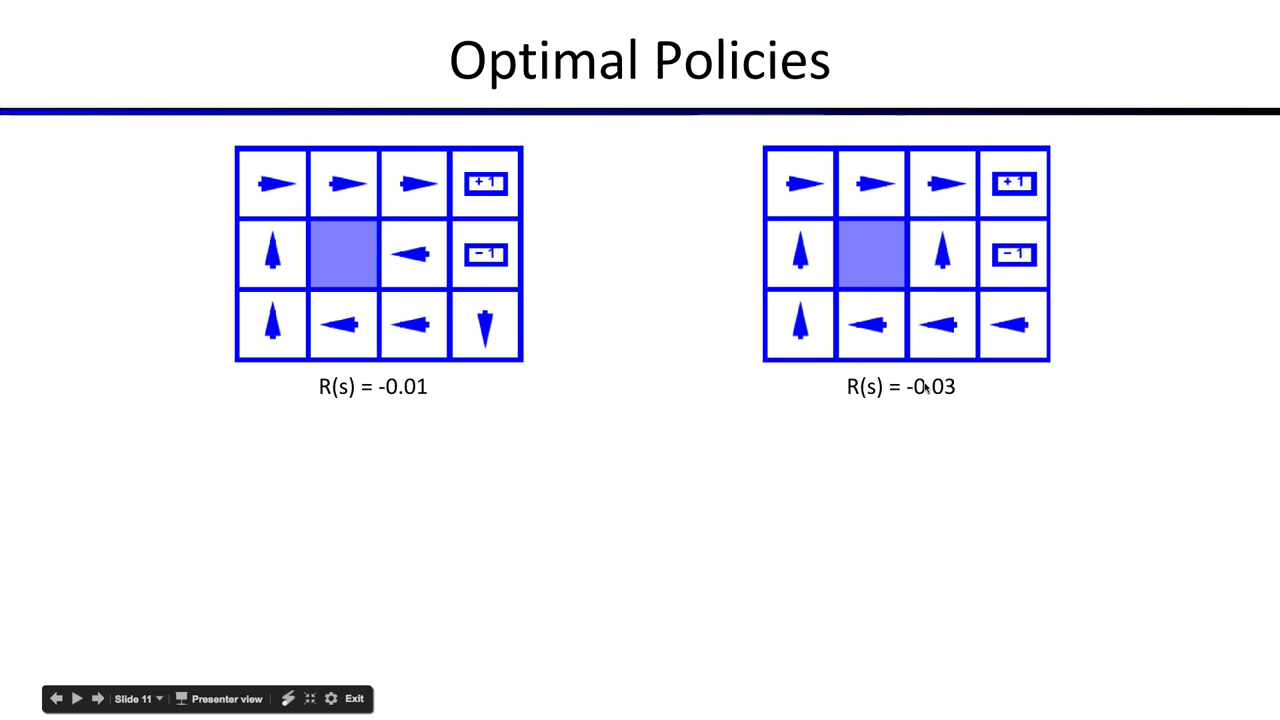 Optimal Policies
+1
+1
-1
-1
R(s) = -0.01
R(s) = -0.03
Slide 11
Presenter view
Exit